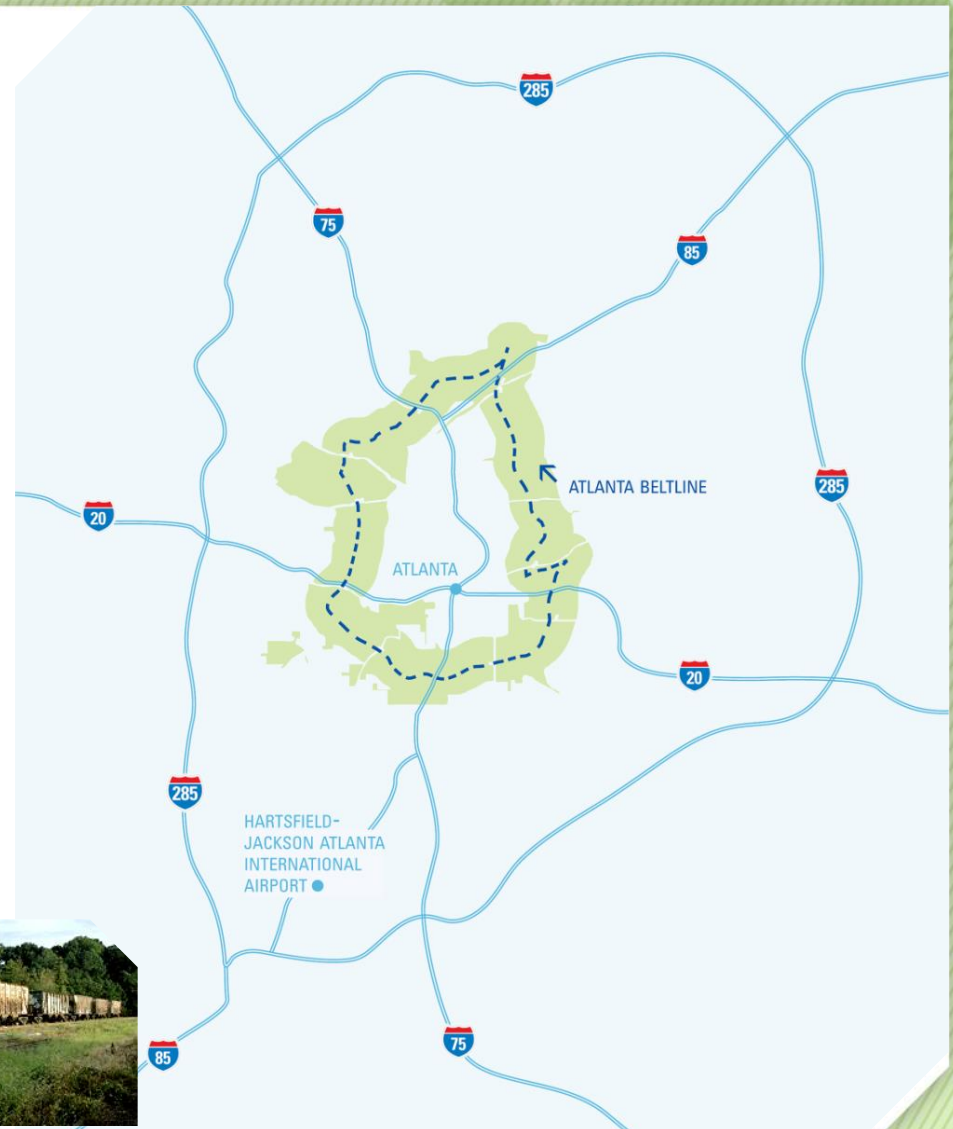 285
75
85
ATLANTA BELTLINE
285
20
ATLANTA
20
285
HARTSFIELD-
JACKSON ATLANTA
INTERNATIONAL
AIRPORT
75
85